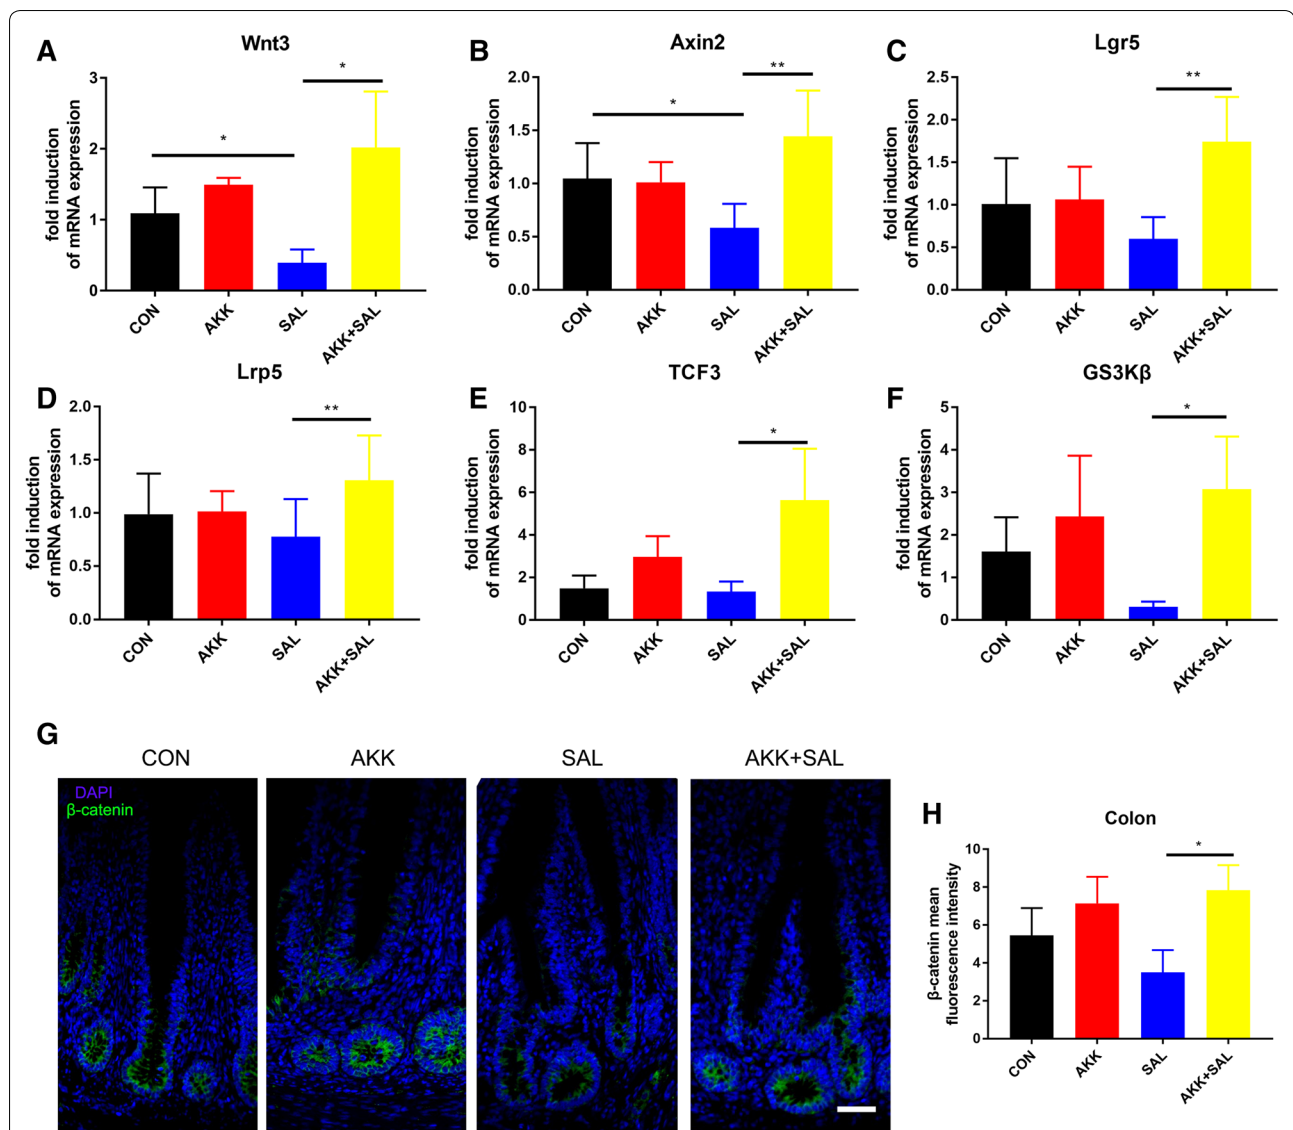 A
Wnt3
fold induction
of mRNA expression
3
2
1
0
*
*
CON
AKK
SAL
AKK+SAL
B
Axin2
fold induction
of mRNA expression
2.0
1.5
1.0
0.5
0.0
*
**
CON
AKK
SAL
AKK+SAL
C
Lgr5
fold induction
of mRNA expression
2.5
2.0
1.5
1.0
0.5
0.0
**
CON
AKK
SAL
AKK+SAL
D
Lrp5
fold induction
of mRNA expression
2.0
1.5
1.0
0.5
0.0
**
CON
AKK
SAL
AKK+SAL
E
TCF3
fold induction
of mRNA expression
10
8
6
4
2
0
*
CON
AKK
SAL
AKK+SAL
F
GS3Kβ
fold induction
of mRNA expression
5
4
3
2
1
0
*
CON
AKK
SAL
AKK+SAL
G
CON
AKK
SAL
AKK+SAL
DAPI
β-catenin
H
Colon
β-catenin mean
fluorescence intensity
10
8
6
4
2
0
*
CON
AKK
SAL
AKK+SAL